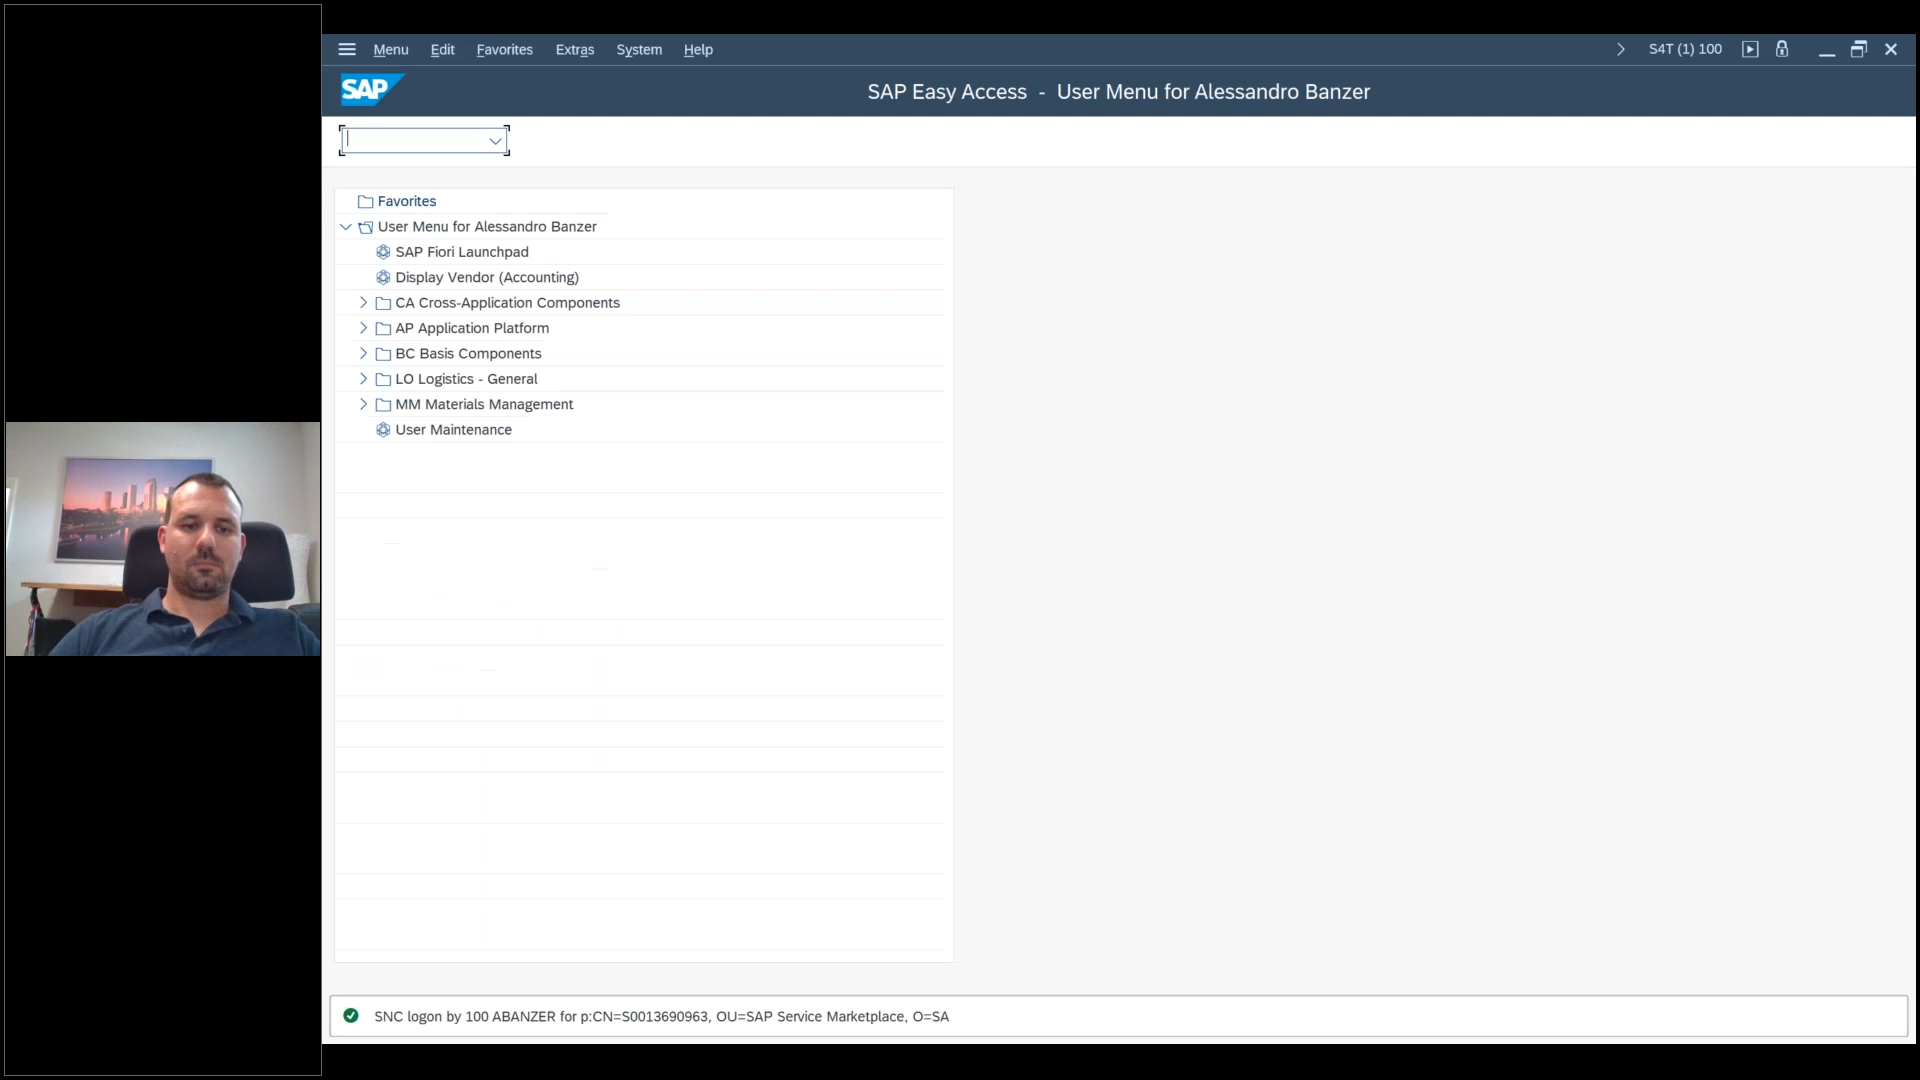 Menu Edit Favorites Extras System Help S4T (1) 100
SAP
SAP Easy Access - User Menu for Alessandro Banzer
Favorites
User Menu for Alessandro Banzer
SAP Fiori Launchpad
Display Vendor (Accounting)
CA Cross-Application Components
AP Application Platform
BC Basis Components
LO Logistics - General
MM Materials Management
User Maintenance
SNC logon by 100 ABANZER for p:CN=S0013690963, OU=SAP Service Marketplace, O=SA